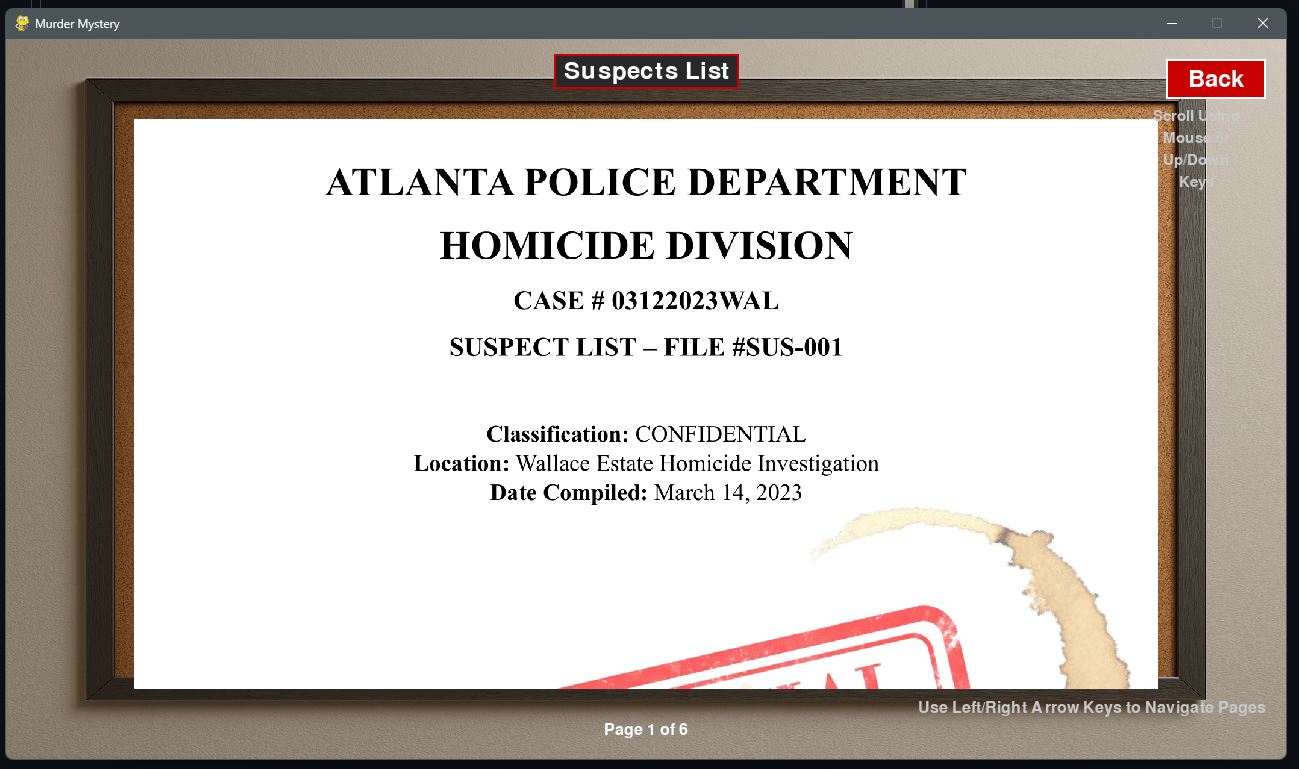 Murder Mystery
Suspects List
Back
Scroll Using
Mouse or
Up/Down
Keys
ATLANTA POLICE DEPARTMENT
HOMICIDE DIVISION
CASE # 03122023WAL
SUSPECT LIST – FILE #SUS-001
Classification: CONFIDENTIAL
Location: Wallace Estate Homicide Investigation
Date Compiled: March 14, 2023
Use Left/Right Arrow Keys to Navigate Pages
Page 1 of 6